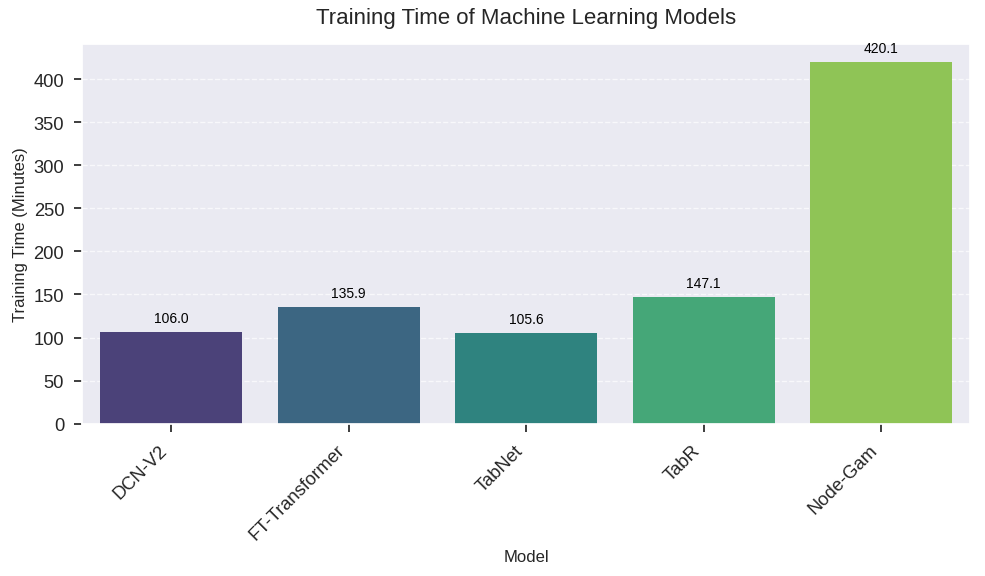 Training Time of Machine Learning Models
Training Time (Minutes)
400
350
300
250
200
150
100
50
0
106.0
135.9
105.6
147.1
420.1
DCN-V2
FT-Transformer
TabNet
TabR
Node-Gam
Model